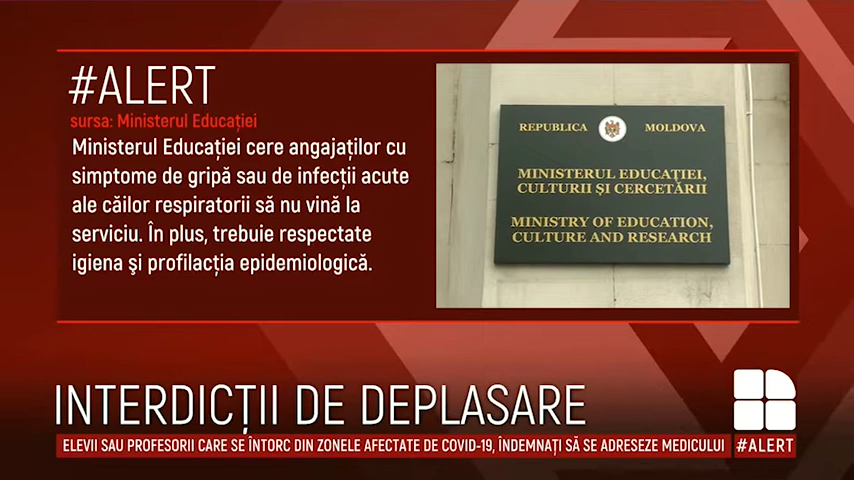 #ALERT
sursa: Ministerul Educației
Ministerul Educației cere angajaților cu
simptome de gripă sau de infecții acute
ale căilor respiratorii să nu vină la
serviciu. În plus, trebuie respectate
igiena și profilacția epidemiologică.
REPUBLICA MOLDOVA
MINISTERUL EDUCAȚIEI,
CULTURII ȘI CERCETĂRII
MINISTRY OF EDUCATION,
CULTURE AND RESEARCH
INTERDICȚII DE DEPLASARE
ELEVII SAU PROFESORII CARE SE ÎNTORC DIN ZONELE AFECTATE DE COVID-19, ÎNDEMNAȚI SĂ SE ADRESEZE MEDICULUI
#ALERT